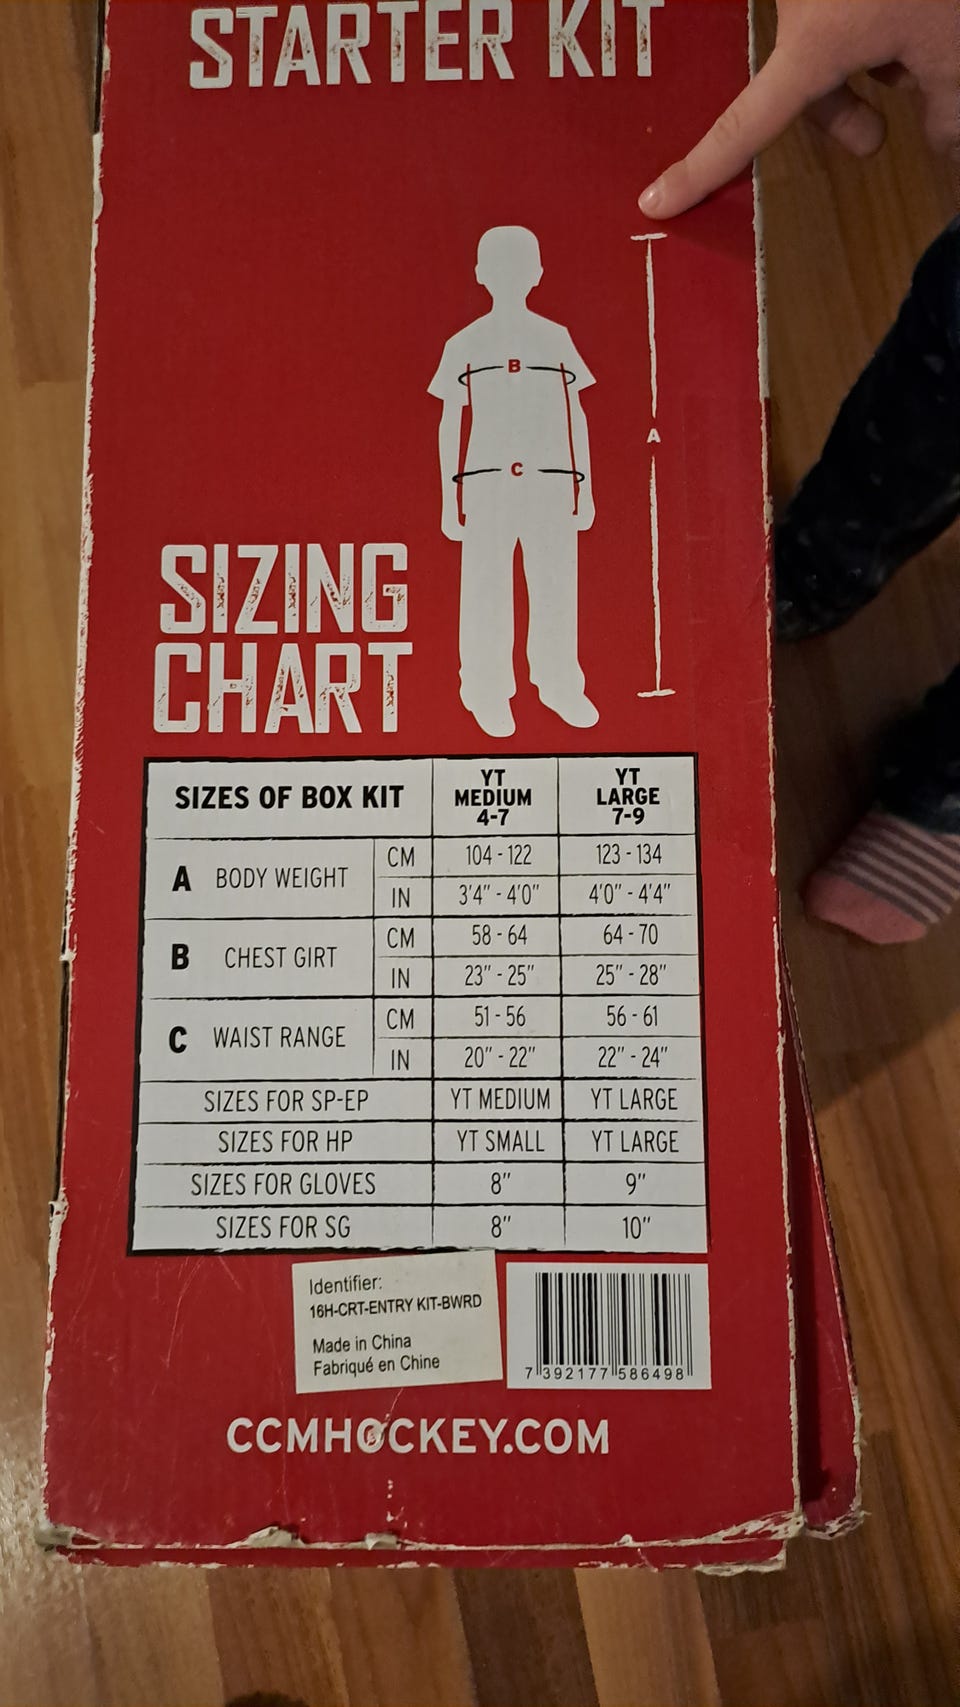 STARTER KIT
B
A
C
SIZING
CHART
SIZES OF BOX KIT YT MEDIUM 4-7 YT LARGE 7-9
A BODY WEIGHT CM 104 - 122 123 - 134
IN 3'4" - 4'0" 4'0" - 4'4"
B CHEST GIRT CM 58 - 64 64 - 70
IN 23" - 25" 25" - 28"
C WAIST RANGE CM 51 - 56 56 - 61
IN 20" - 22" 22" - 24"
SIZES FOR SP-EP YT MEDIUM YT LARGE
SIZES FOR HP YT SMALL YT LARGE
SIZES FOR GLOVES 8" 9"
SIZES FOR SG 8" 10"
Identifier:
16H-CRT-ENTRY KIT-BWRD
Made in China
Fabriqué en Chine
7 392177 586498
CCMHOCKEY.COM